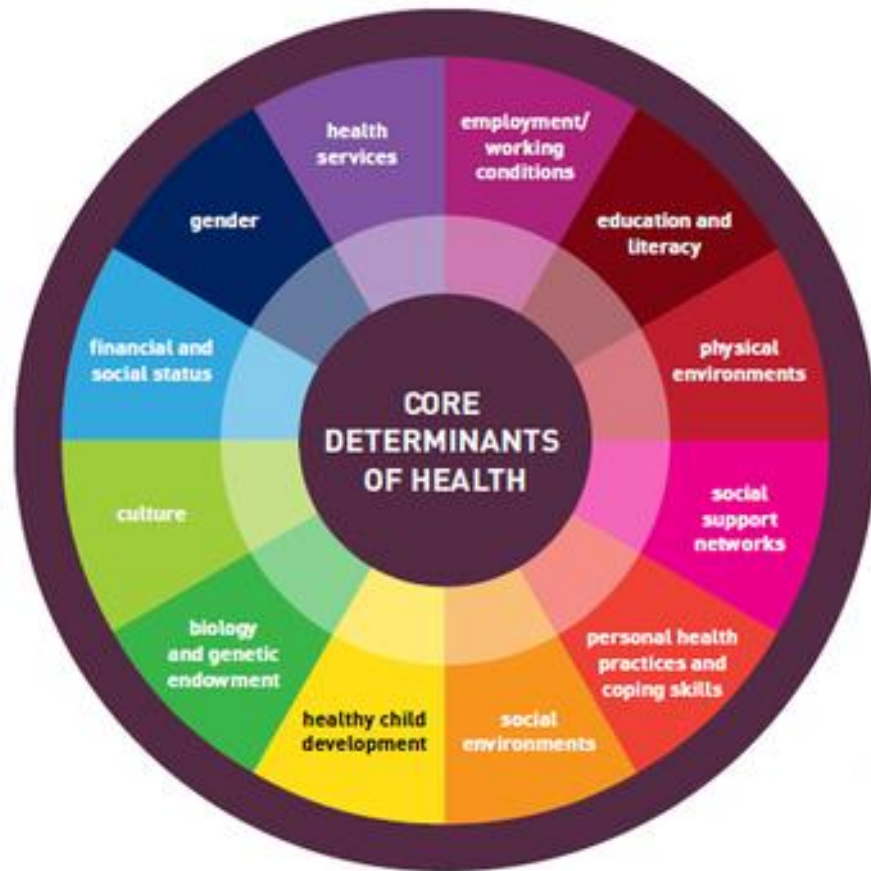 CORE
DETERMINANTS
OF HEALTH
employment/
working
conditions
education and
literacy
physical
environments
social
support
networks
personal health
practices and
coping skills
social
environments
healthy child
development
biology
and genetic
endowment
culture
financial and
social status
gender
health
services